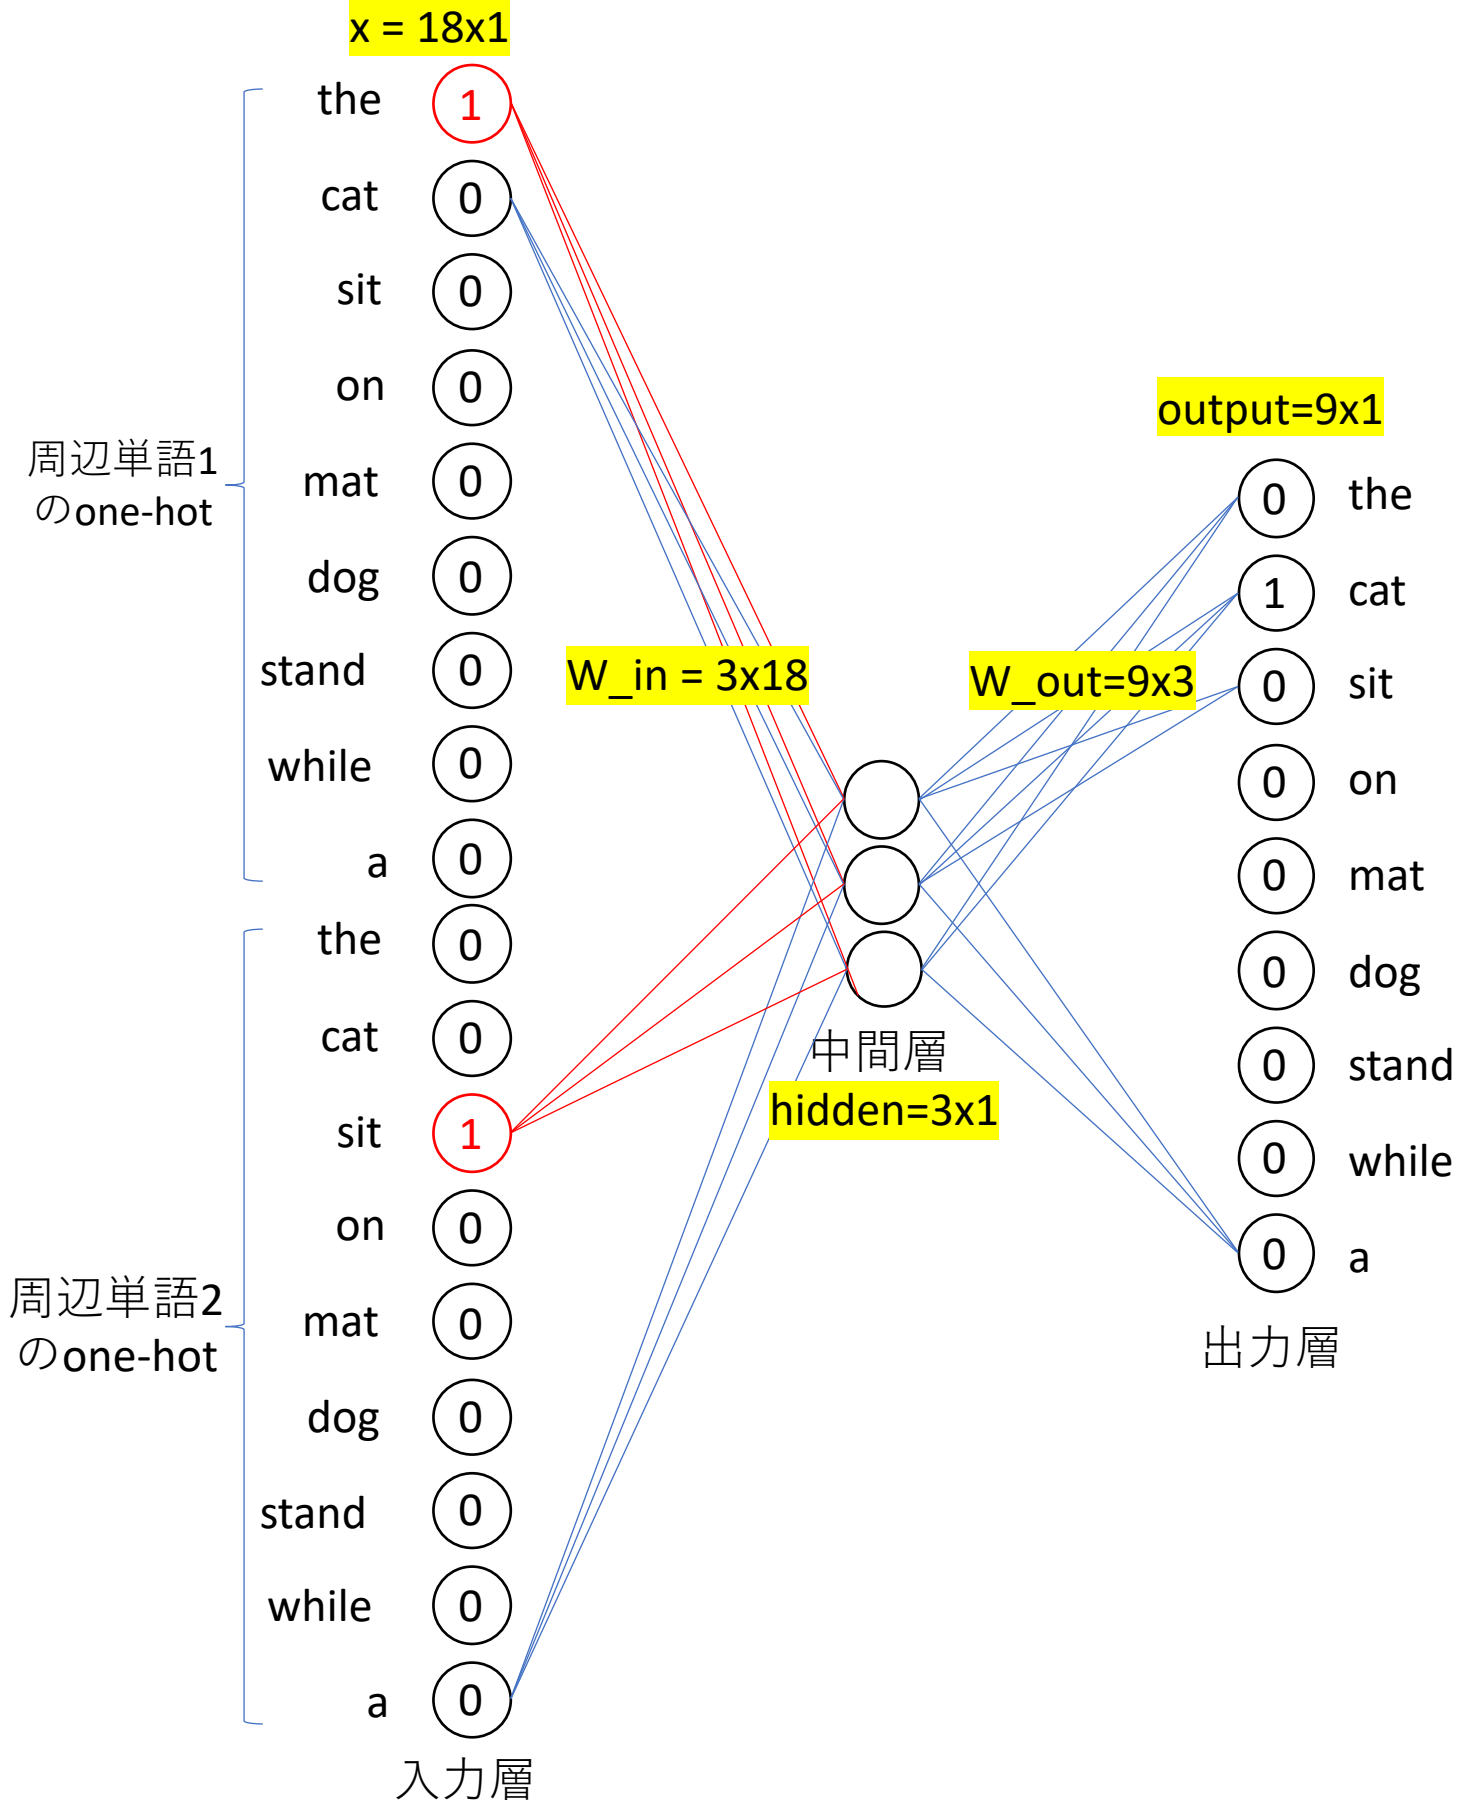 x = 18x1
the 1
cat 0
sit 0
on 0
mat 0
dog 0
stand 0
while 0
a 0
周辺単語1
のone-hot
the 0
cat 0
sit 1
on 0
mat 0
dog 0
stand 0
while 0
a 0
周辺単語2
のone-hot
入力層
W_in = 3x18
中間層
hidden=3x1
W_out=9x3
output=9x1
0 the
1 cat
0 sit
0 on
0 mat
0 dog
0 stand
0 while
0 a
出力層